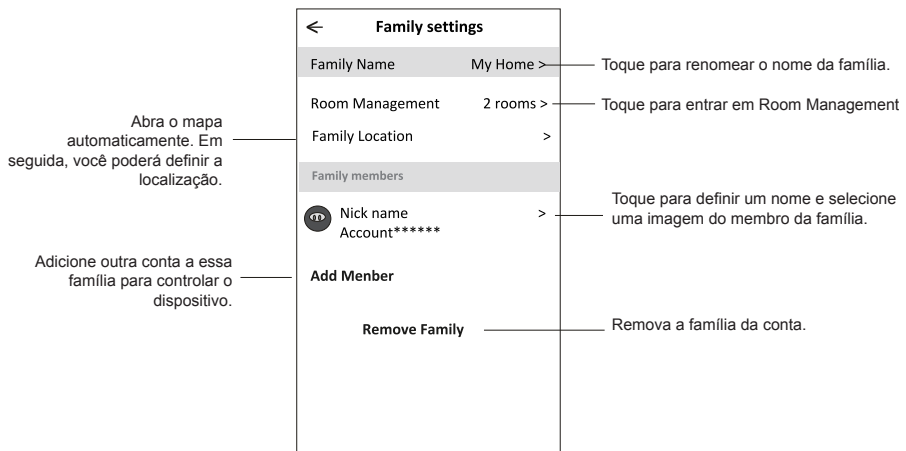 ← Family settings
Family Name My Home >
Toque para renomear o nome da família.
Room Management 2 rooms >
Toque para entrar em Room Management
Family Location >
Abra o mapa
automaticamente. Em
seguida, você poderá definir a
localização.
Family members
Nick name >
Account******
Toque para definir um nome e selecione
uma imagem do membro da família.
Add Menber
Adicione outra conta a essa
família para controlar o
dispositivo.
Remove Family
Remova a família da conta.